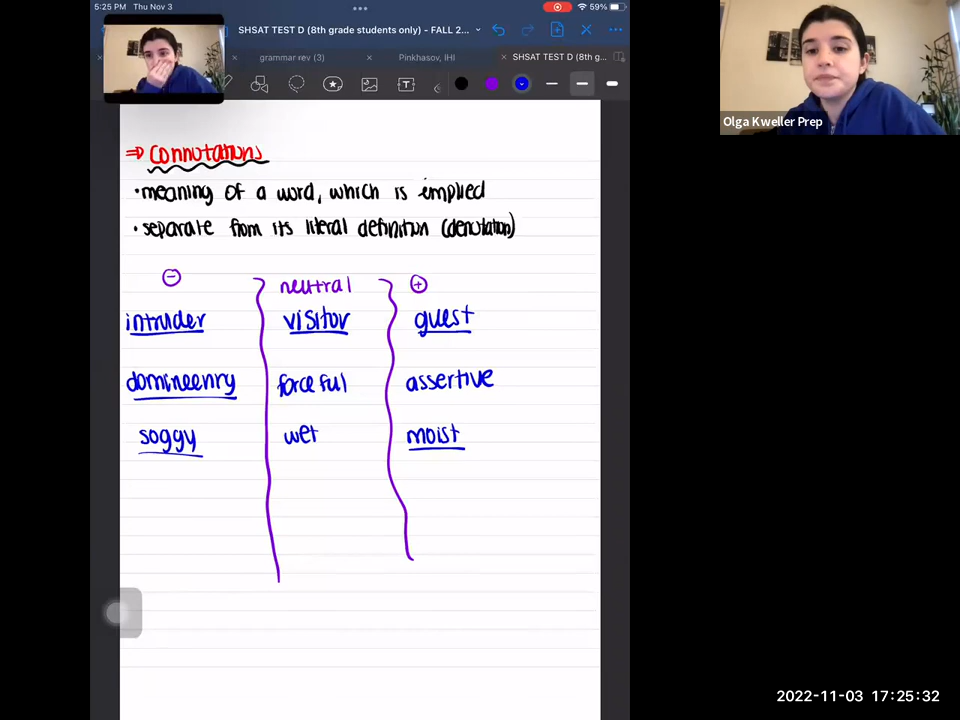 5:25 PM Thu Nov 3
59%
SHSAT TEST D (8th grade students only) - FALL 2...
grammar rev (3)
Pinkhasov, IHI
SHSAT TEST D (8th g...
Olga Kweller Prep
⇒ Connotations
• meaning of a word, which is implied
• separate from its literal definition (denotation)
neutral
intruder visitor guest
domineenry forceful assertive
soggy wet moist
2022-11-03 17:25:32